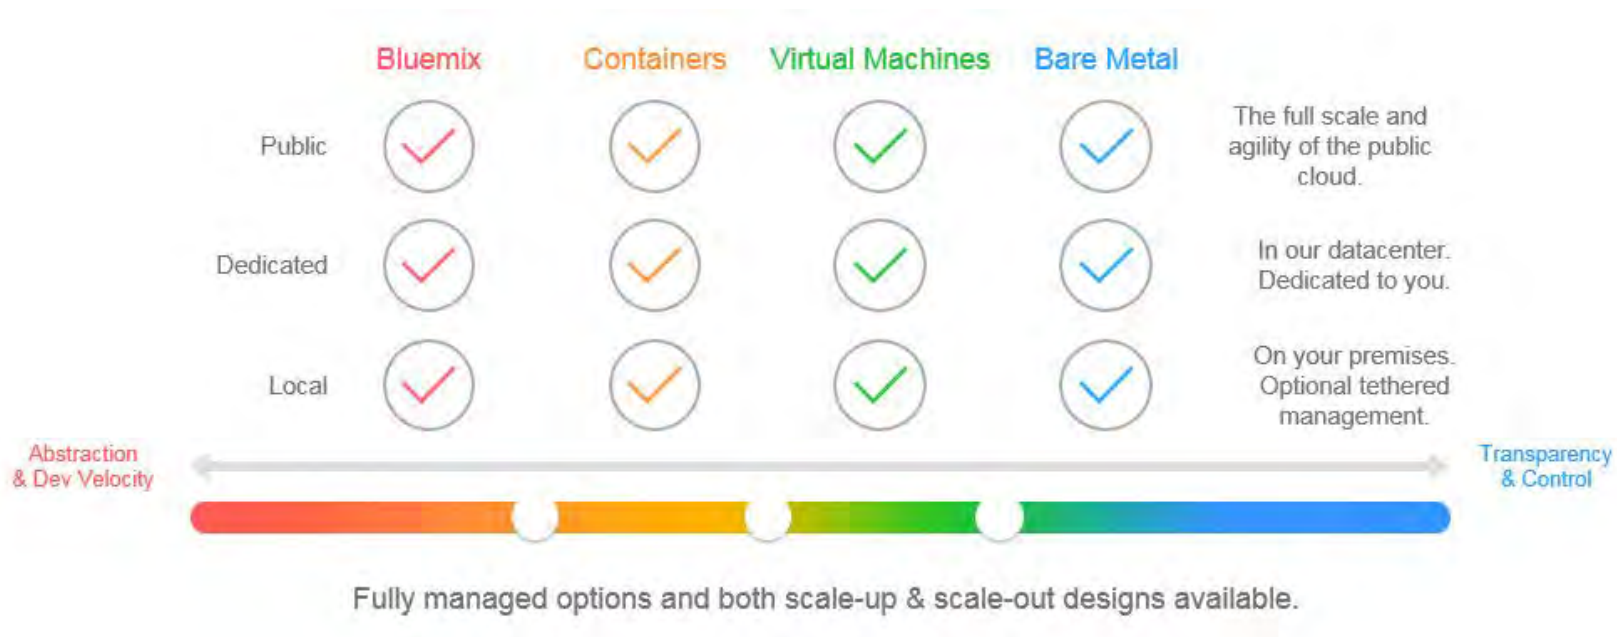 Bluemix Containers Virtual Machines Bare Metal
Public
The full scale and
agility of the public
cloud.
Dedicated
In our datacenter.
Dedicated to you.
Local
On your premises.
Optional tethered
management.
Abstraction
& Dev Velocity
Transparency
& Control
Fully managed options and both scale-up & scale-out designs available.